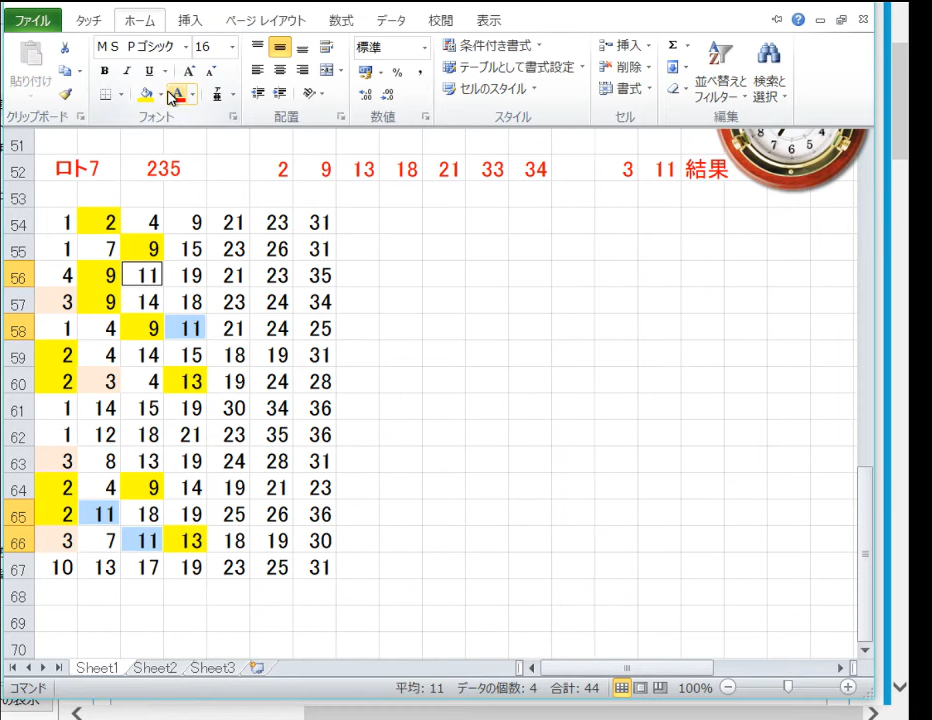 ファイル タッチ ホーム 挿入 ページ レイアウト 数式 データ 校閲 表示
貼り付け ＭＳ Ｐゴシック 16 標準 条件付き書式 挿入 Σ
B I U A A テーブルとして書式設定 削除 並べ替えと 検索と
A % , セルのスタイル 書式 フィルター 選択
クリップボード フォント 配置 数値 スタイル セル 編集
51
52 ロト7 235 2 9 13 18 21 33 34 3 11 結果
53
54 1 2 4 9 21 23 31
55 1 7 9 15 23 26 31
56 4 9 11 19 21 23 35
57 3 9 14 18 23 24 34
58 1 4 9 11 21 24 25
59 2 4 14 15 18 19 31
60 2 3 4 13 19 24 28
61 1 14 15 19 30 34 36
62 1 12 18 21 23 35 36
63 3 8 13 19 24 28 31
64 2 4 9 14 19 21 23
65 2 11 18 19 25 26 36
66 3 7 11 13 18 19 30
67 10 13 17 19 23 25 31
68
69
70
8 7 6 5 4
Sheet1 Sheet2 Sheet3
コマンド 平均: 11 データの個数: 4 合計: 44 100%
の表示